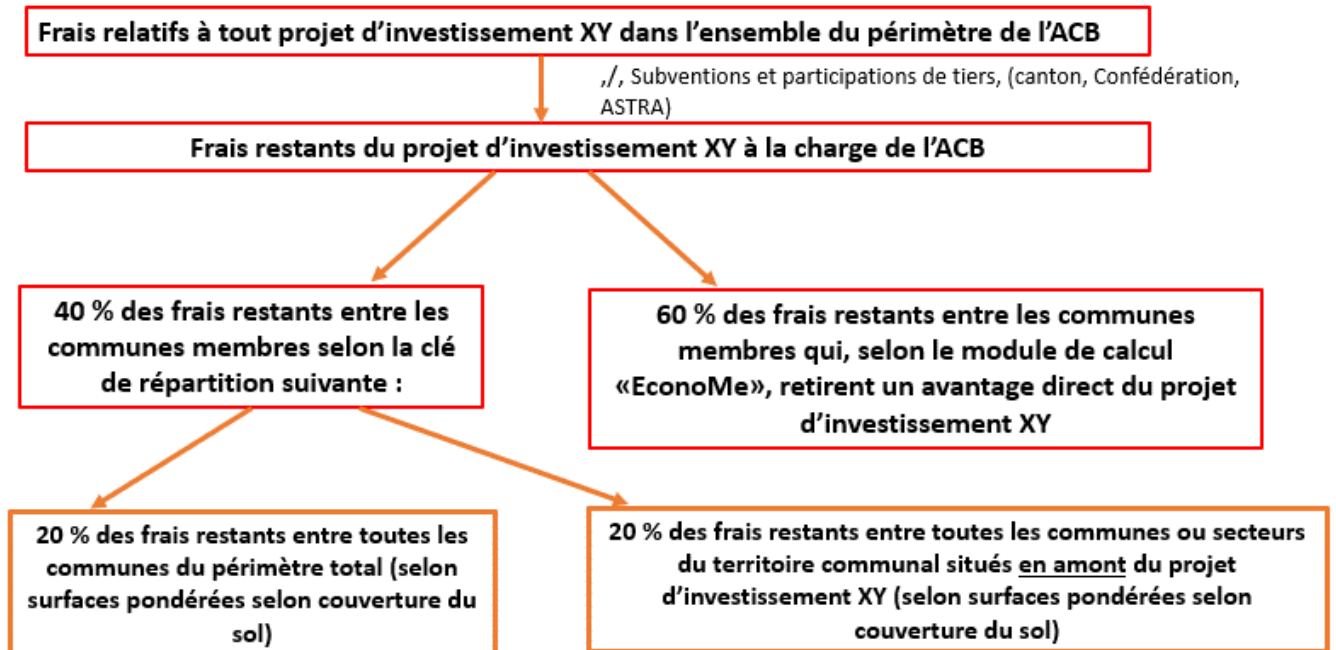 Frais relatifs à tout projet d’investissement XY dans l’ensemble du périmètre de l’ACB
,/, Subventions et participations de tiers, (canton, Confédération,
ASTRA)
Frais restants du projet d’investissement XY à la charge de l’ACB
40 % des frais restants entre les
communes membres selon la clé
de répartition suivante :
60 % des frais restants entre les communes
membres qui, selon le module de calcul
«EconoMe», retirent un avantage direct du projet
d’investissement XY
20 % des frais restants entre toutes les
communes du périmètre total (selon
surfaces pondérées selon couverture du
sol)
20 % des frais restants entre toutes les communes ou secteurs
du territoire communal situés en amont du projet
d’investissement XY (selon surfaces pondérées selon
couverture du sol)